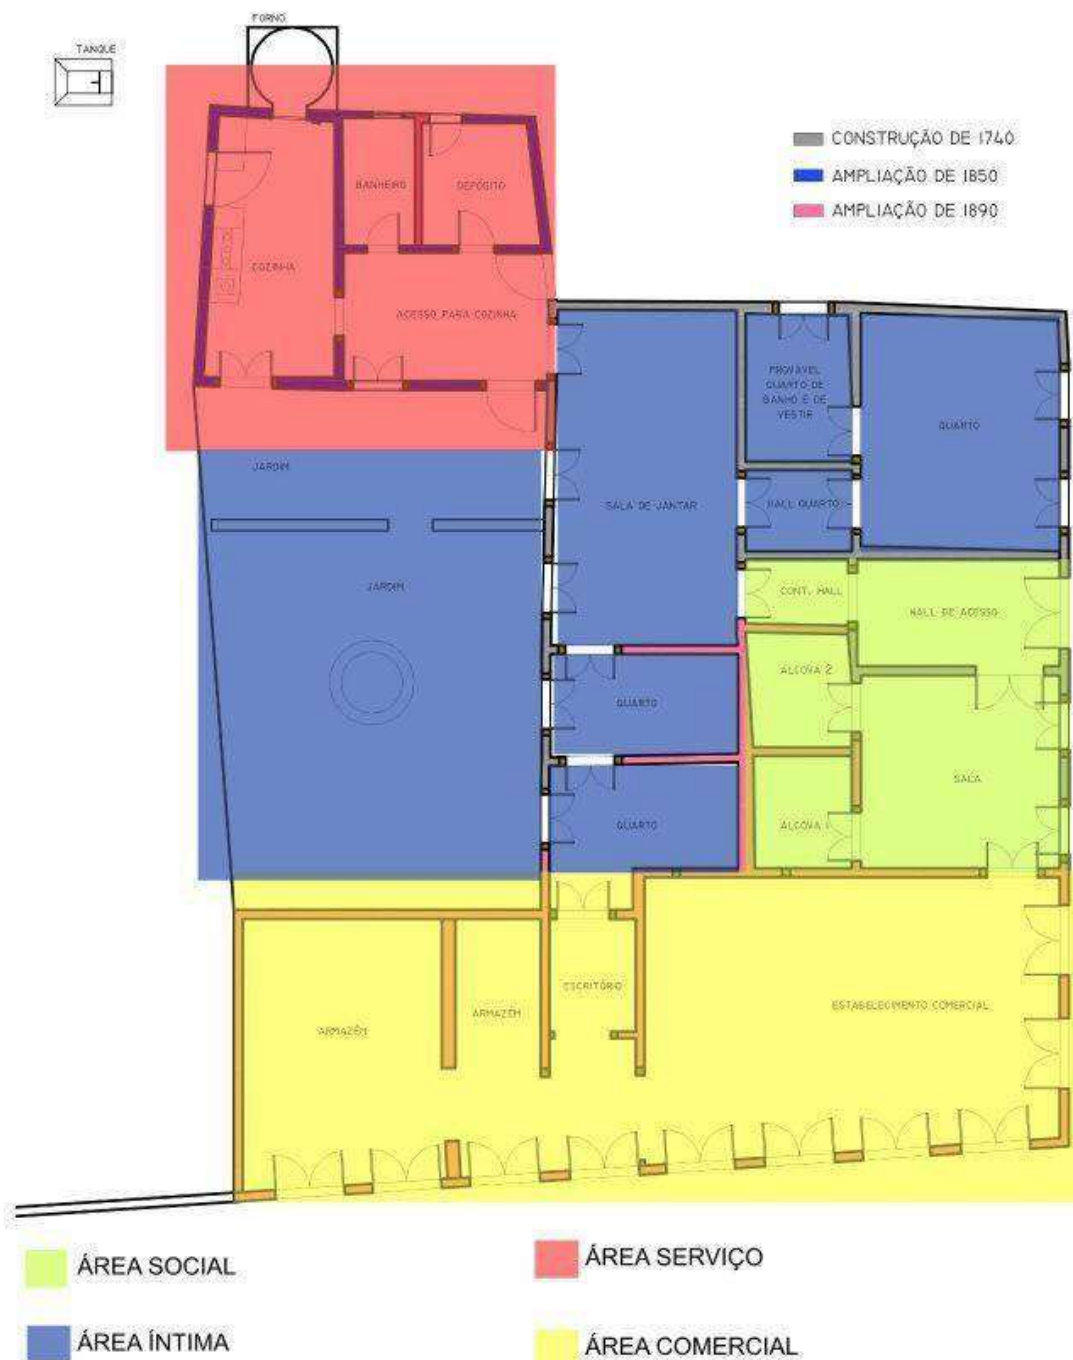 FORNO
TANQUE
CONSTRUÇÃO DE 1740
AMPLIAÇÃO DE 1850
AMPLIAÇÃO DE 1890
BANHEIRO
DEPÓSITO
COZINHA
ACESSO PARA COZINHA
PROVÁVEL
QUARTO DE
BANHO E DE
VESTIR
QUARTO
JARDIM
SALA DE JANTAR
HALL QUARTO
JARDIM
CONT. HALL
HALL DE ACESSO
ALCOVA 2
QUARTO
SALA
QUARTO
ALCOVA 1
ESCRITÓRIO
ESTABELECIMENTO COMERCIAL
ARMAZÉM
ARMAZÉM
ÁREA SOCIAL
ÁREA SERVIÇO
ÁREA ÍNTIMA
ÁREA COMERCIAL